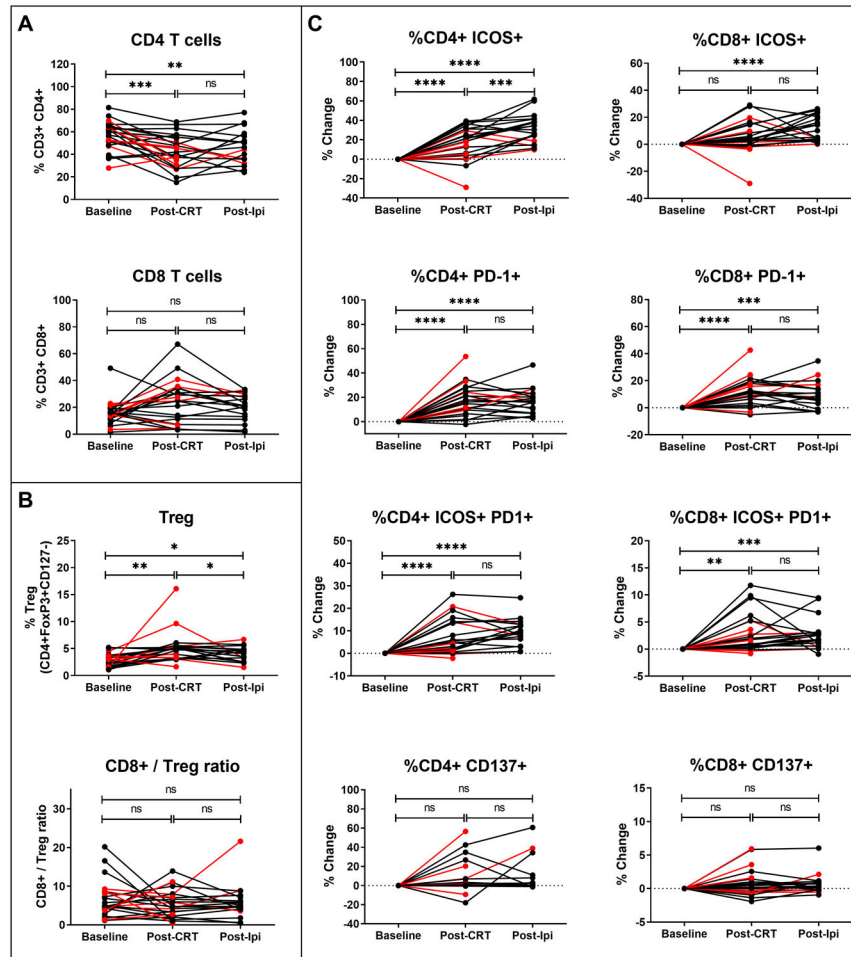 A
CD4 T cells
**
***
ns
% CD3+ CD4+
120
100
80
60
40
20
0
Baseline Post-CRT Post-Ipi
CD8 T cells
ns
ns
ns
% CD3+ CD8+
100
80
60
40
20
0
Baseline Post-CRT Post-Ipi
B
Treg
*
**
*
% Treg
(CD4+FoxP3+CD127-)
25
20
15
10
5
0
Baseline Post-CRT Post-Ipi
CD8+ / Treg ratio
ns
ns
ns
CD8+ / Treg ratio
30
20
10
0
Baseline Post-CRT Post-Ipi
C
%CD4+ ICOS+
****
****
***
% Change
100
80
60
40
20
0
-20
-40
Baseline Post-CRT Post-Ipi
%CD8+ ICOS+
****
ns
ns
% Change
60
40
20
0
-20
-40
Baseline Post-CRT Post-Ipi
%CD4+ PD-1+
****
****
ns
% Change
100
80
60
40
20
0
-20
Baseline Post-CRT Post-Ipi
%CD8+ PD-1+
***
****
ns
% Change
80
60
40
20
0
-20
Baseline Post-CRT Post-Ipi
%CD4+ ICOS+ PD1+
****
****
ns
% Change
50
40
30
20
10
0
-10
Baseline Post-CRT Post-Ipi
%CD8+ ICOS+ PD1+
***
**
ns
% Change
20
15
10
5
0
-5
Baseline Post-CRT Post-Ipi
%CD4+ CD137+
ns
ns
ns
% Change
100
80
60
40
20
0
-20
-40
Baseline Post-CRT Post-Ipi
%CD8+ CD137+
ns
ns
ns
% Change
15
10
5
0
-5
Baseline Post-CRT Post-Ipi